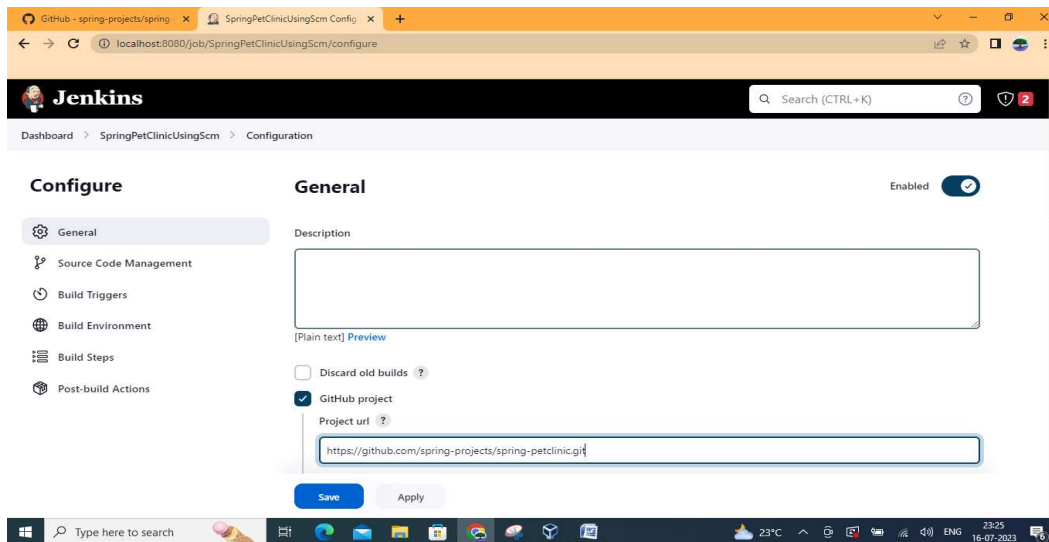 GitHub - spring-projects/spring-
SpringPetClinicUsingScm Config
localhost:8080/job/SpringPetClinicUsingScm/configure
Jenkins
Search (CTRL+K)
?
2
Dashboard > SpringPetClinicUsingScm > Configuration
Configure
General
Enabled
General
Source Code Management
Build Triggers
Build Environment
Build Steps
Post-build Actions
Description
[Plain text] Preview
Discard old builds ?
GitHub project
Project url ?
https://github.com/spring-projects/spring-petclinic.git
Save
Apply
Type here to search
23°C
ENG
23:25
16-07-2023
6